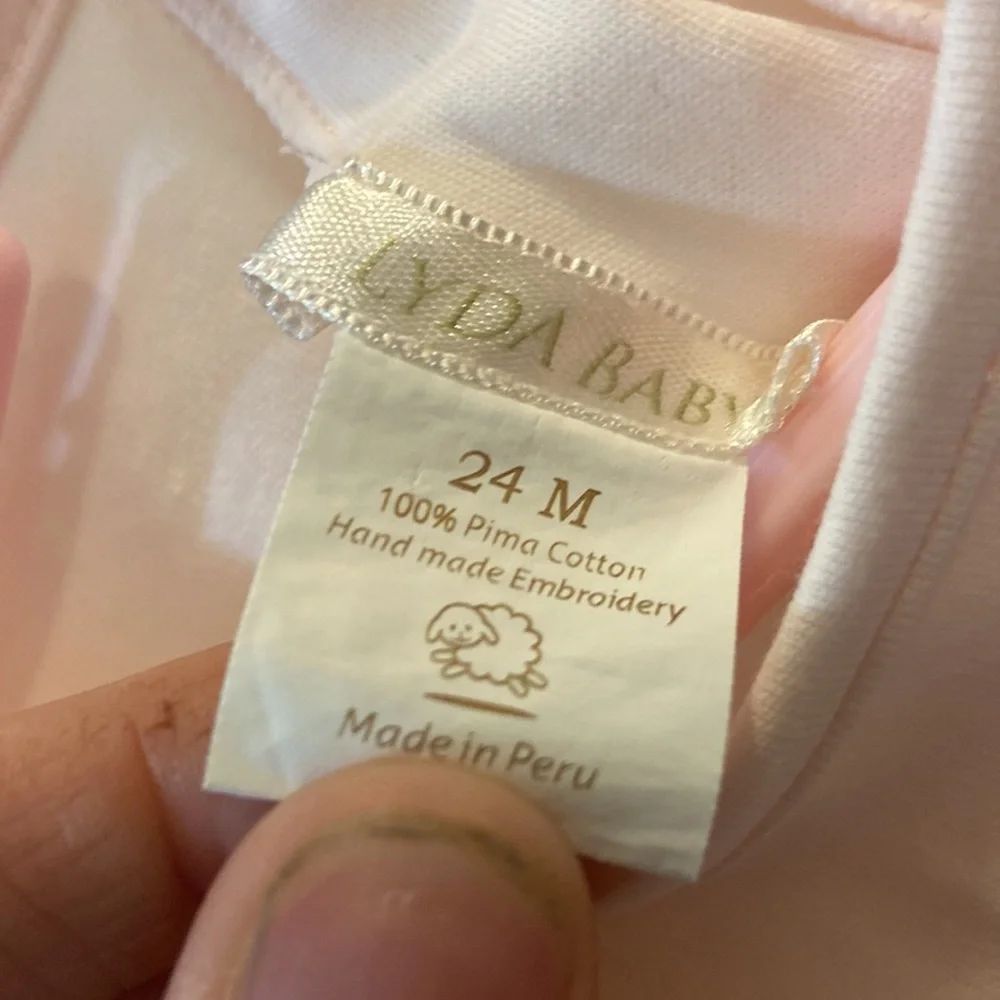 LYDA BABY
24 M
100% Pima Cotton
Hand made Embroidery
Made in Peru